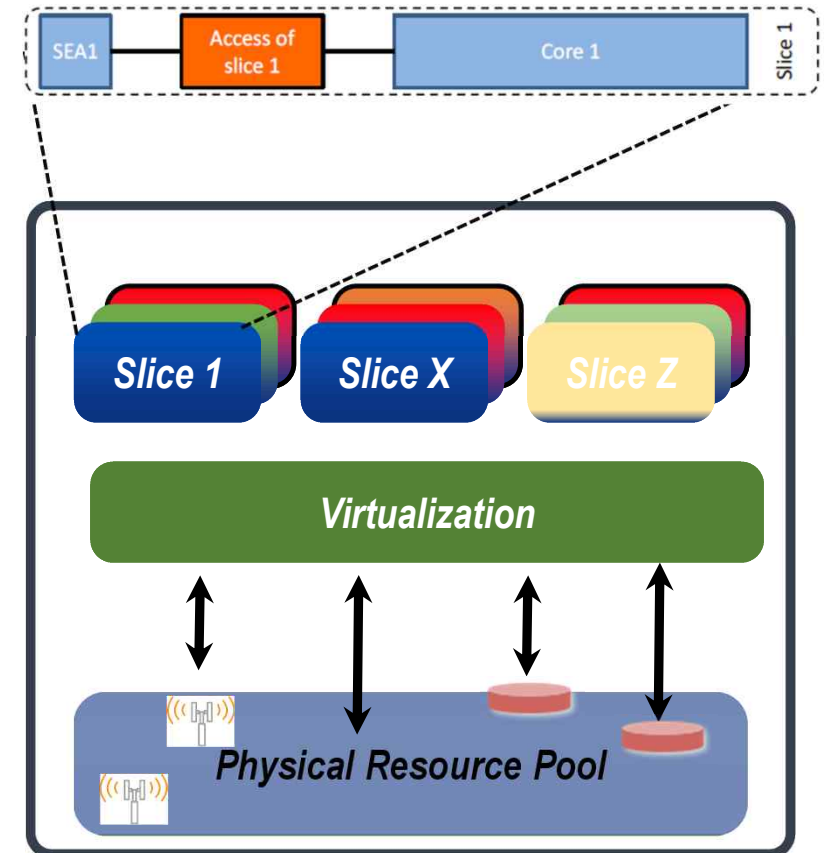 SEA1
Access of
slice 1
Core 1
Slice 1
Slice 1
Slice X
Slice Z
Virtualization
Physical Resource Pool